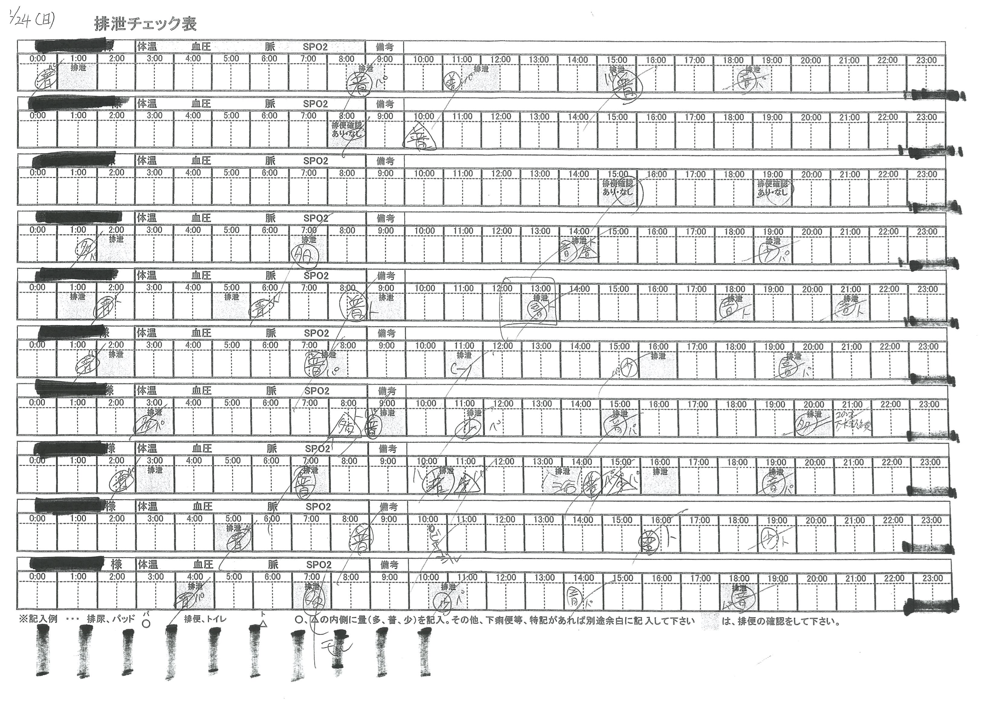 1/24(日)
排泄チェック表
様 体温 血圧 脈 SPO2 備考
0:00 1:00 2:00 3:00 4:00 5:00 6:00 7:00 8:00 9:00 10:00 11:00 12:00 13:00 14:00 15:00 16:00 17:00 18:00 19:00 20:00 21:00 22:00 23:00
排泄 排泄 排泄 排泄 排泄
普 パ 普 パ 普 パ パ 普 普 パ
様 体温 血圧 脈 SPO2 備考
0:00 1:00 2:00 3:00 4:00 5:00 6:00 7:00 8:00 9:00 10:00 11:00 12:00 13:00 14:00 15:00 16:00 17:00 18:00 19:00 20:00 21:00 22:00 23:00
排便確認
あり・なし 普
体温 血圧 脈 SPO2 備考
0:00 1:00 2:00 3:00 4:00 5:00 6:00 7:00 8:00 9:00 10:00 11:00 12:00 13:00 14:00 15:00 16:00 17:00 18:00 19:00 20:00 21:00 22:00 23:00
排便確認 排便確認
あり・なし あり・なし
体温 血圧 脈 SPO2 備考
0:00 1:00 2:00 3:00 4:00 5:00 6:00 7:00 8:00 9:00 10:00 11:00 12:00 13:00 14:00 15:00 16:00 17:00 18:00 19:00 20:00 21:00 22:00 23:00
排泄 排泄 排泄 排泄
多 パ 多 普 ト 少 パ
体温 血圧 脈 SPO2 備考
0:00 1:00 2:00 3:00 4:00 5:00 6:00 7:00 8:00 9:00 10:00 11:00 12:00 13:00 14:00 15:00 16:00 17:00 18:00 19:00 20:00 21:00 22:00 23:00
排泄 排泄 排泄 排泄 排泄 排泄
普 ト 普 ト 普 ト 普 ト 普 ト 普 ト
様 体温 血圧 脈 SPO2 備考
0:00 1:00 2:00 3:00 4:00 5:00 6:00 7:00 8:00 9:00 10:00 11:00 12:00 13:00 14:00 15:00 16:00 17:00 18:00 19:00 20:00 21:00 22:00 23:00
排泄 排泄 排泄 排泄 排泄
普 パ 普 パ パ 少 普 パ
様 体温 血圧 脈 SPO2 備考
0:00 1:00 2:00 3:00 4:00 5:00 6:00 7:00 8:00 9:00 10:00 11:00 12:00 13:00 14:00 15:00 16:00 17:00 18:00 19:00 20:00 21:00 22:00 23:00
排泄 排泄 排泄 排泄 排泄
多 パ 多 ト 普 パ 少 パ 普 パ 多
様 体温 血圧 脈 SPO2 備考
0:00 1:00 2:00 3:00 4:00 5:00 6:00 7:00 8:00 9:00 10:00 11:00 12:00 13:00 14:00 15:00 16:00 17:00 18:00 19:00 20:00 21:00 22:00 23:00
排泄 排泄 排泄 排泄 排泄 排泄
普 パ 普 パ 普 パ 普 パ パ 普 パ
様 体温 血圧 脈 SPO2 備考
0:00 1:00 2:00 3:00 4:00 5:00 6:00 7:00 8:00 9:00 10:00 11:00 12:00 13:00 14:00 15:00 16:00 17:00 18:00 19:00 20:00 21:00 22:00 23:00
排泄
普 パ 普 普 ト 少 ト
様 体温 血圧 脈 SPO2 備考
0:00 1:00 2:00 3:00 4:00 5:00 6:00 7:00 8:00 9:00 10:00 11:00 12:00 13:00 14:00 15:00 16:00 17:00 18:00 19:00 20:00 21:00 22:00 23:00
排泄 排泄 排泄 排泄
普 パ 多 少 パ 普 パ パ 普
※記入例 ・・・ 排尿、パッド パ○ 排便、トイレ ト△ ○、△の内側に量(多、普、少)を記入。その他、下痢便等、特記があれば別途余白に記入して下さい は、排便の確認をして下さい。